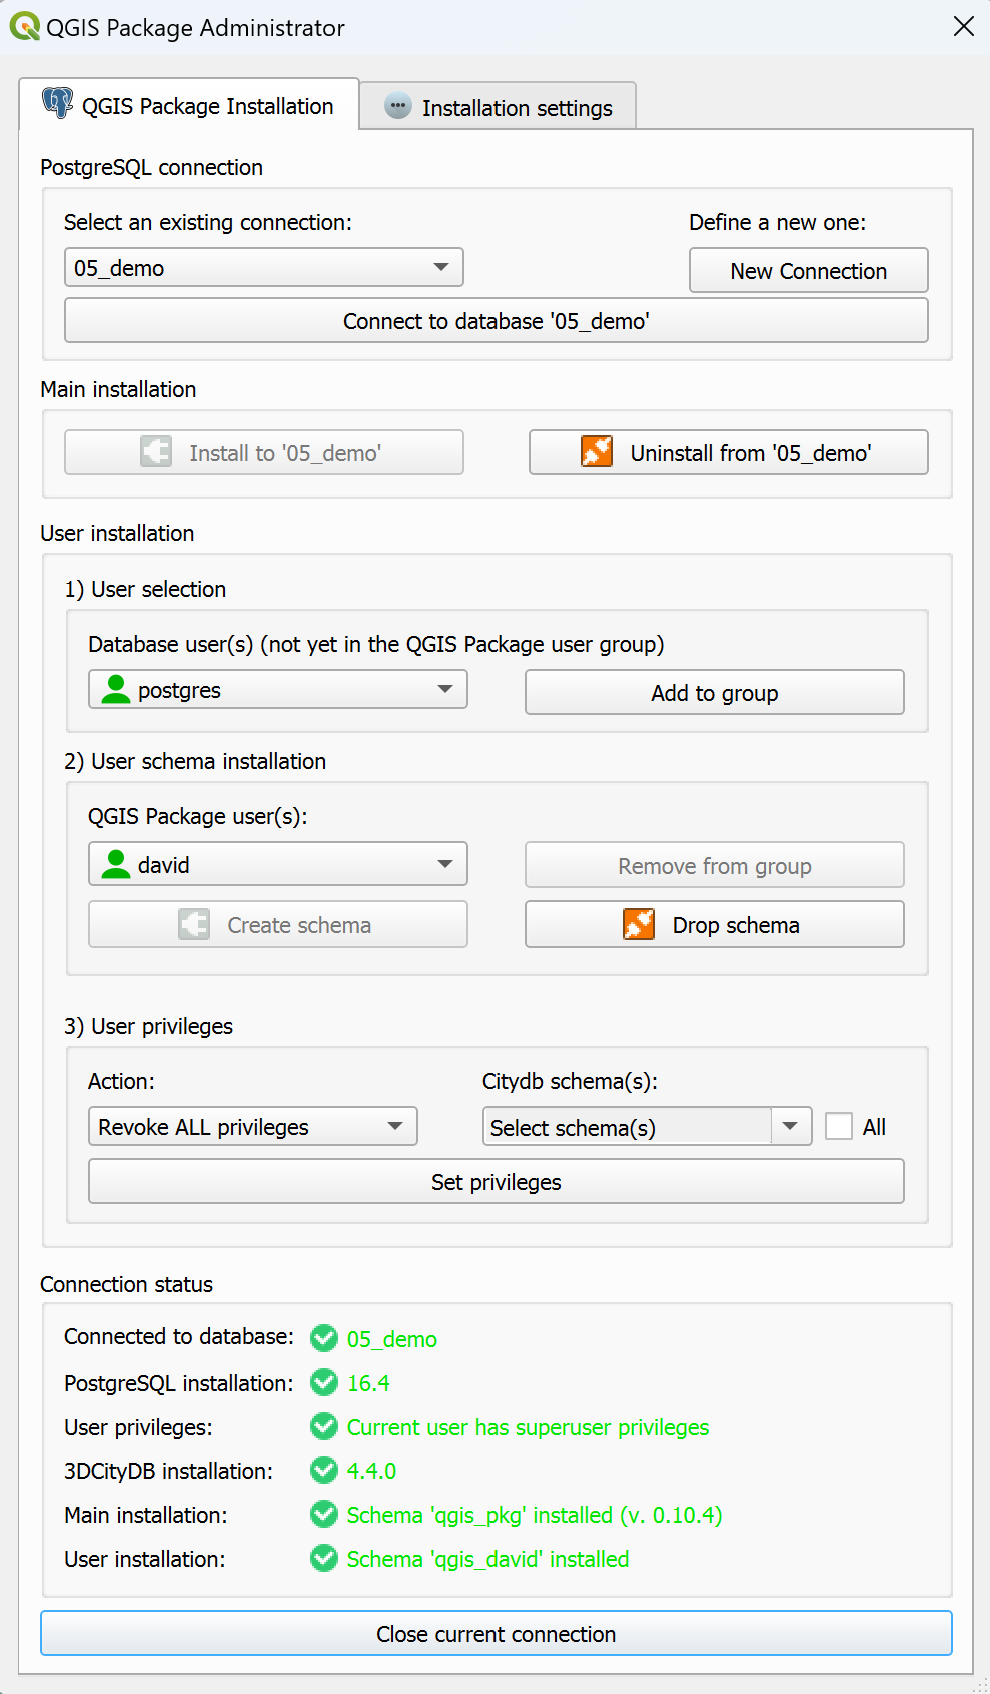 QGIS Package Administrator
QGIS Package Installation
Installation settings
PostgreSQL connection
Select an existing connection:
Define a new one:
05_demo
New Connection
Connect to database '05_demo'
Main installation
Install to '05_demo'
Uninstall from '05_demo'
User installation
1) User selection
Database user(s) (not yet in the QGIS Package user group)
postgres
Add to group
2) User schema installation
QGIS Package user(s):
david
Remove from group
Create schema
Drop schema
3) User privileges
Action:
Citydb schema(s):
Revoke ALL privileges
Select schema(s)
All
Set privileges
Connection status
Connected to database: 05_demo
PostgreSQL installation: 16.4
User privileges: Current user has superuser privileges
3DCityDB installation: 4.4.0
Main installation: Schema 'qgis_pkg' installed (v. 0.10.4)
User installation: Schema 'qgis_david' installed
Close current connection